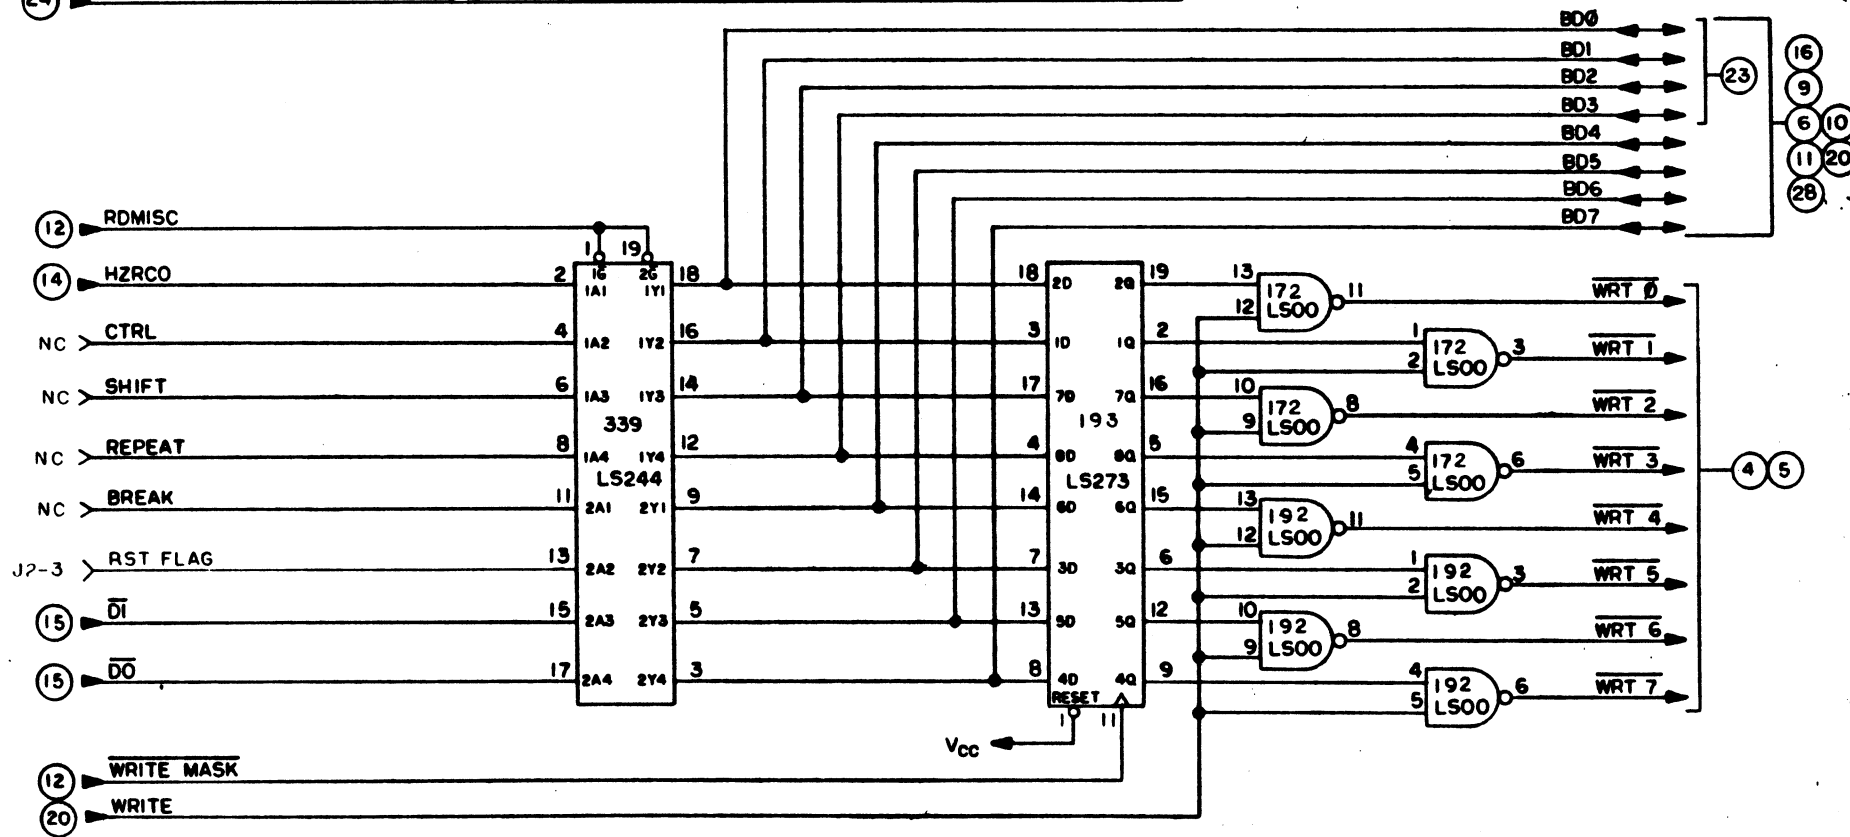 24
BDØ
BD1
BD2
BD3
BD4
BD5
BD6
BD7
23
16
9
6 10
11 20
28
12 RDMISC
14 HZRCO
NC CTRL
NC SHIFT
NC REPEAT
NC BREAK
J2-3 RST FLAG
15 DI
15 DO
12 WRITE MASK
20 WRITE
1 19
1G 2G
2 1A1 1Y1 18
4 1A2 1Y2 16
6 1A3 1Y3 14
339
8 1A4 1Y4 12
LS244
11 2A1 2Y1 9
13 2A2 2Y2 7
15 2A3 2Y3 5
17 2A4 2Y4 3
18 2D 2Q 19
3 1D 1Q 2
17 7D 7Q 16
193
4 8D 8Q 5
LS273
14 6D 6Q 15
7 3D 3Q 6
13 5D 5Q 12
8 4D 4Q 9
RESET
1 11
VCC
13 12 172 LS00 11 WRT Ø
1 2 172 LS00 3 WRT 1
10 9 172 LS00 8 WRT 2
4 5 172 LS00 6 WRT 3
13 12 192 LS00 11 WRT 4
1 2 192 LS00 3 WRT 5
10 9 192 LS00 8 WRT 6
4 5 192 LS00 6 WRT 7
4 5